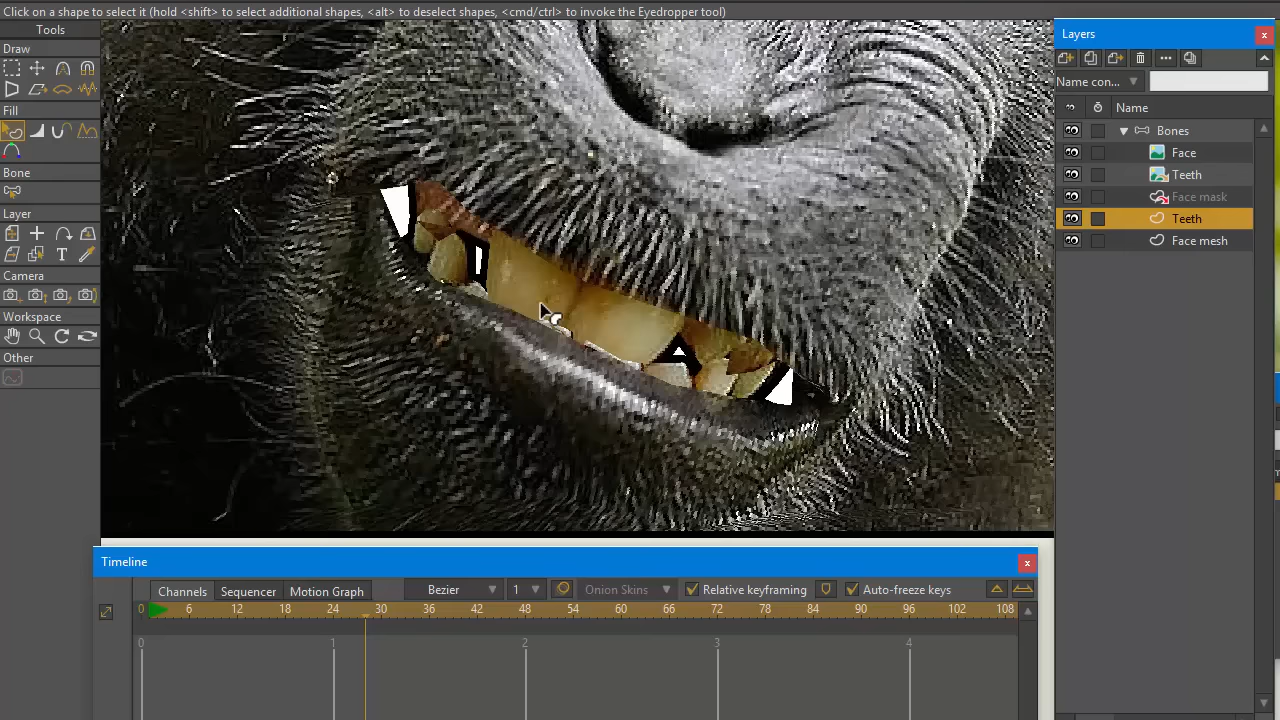 Click on a shape to select it (hold <shift> to select additional shapes, <alt> to deselect shapes, <cmd/ctrl> to invoke the Eyedropper tool)
Tools
Draw
Fill
Bone
Layer
Camera
Workspace
Other
Layers
Name con...
Name
Bones
Face
Teeth
Face mask
Teeth
Face mesh
Timeline
Channels Sequencer Motion Graph Bezier 1 Onion Skins Relative keyframing Auto-freeze keys
0 6 12 18 24 30 36 42 48 54 60 66 72 78 84 90 96 102 108
0 1 2 3 4